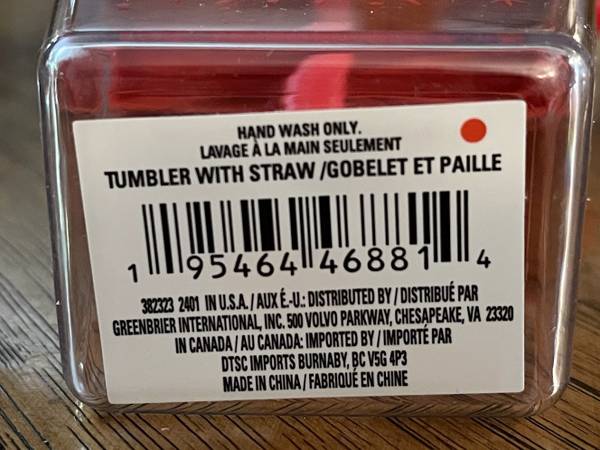 HAND WASH ONLY.
LAVAGE À LA MAIN SEULEMENT
TUMBLER WITH STRAW /GOBELET ET PAILLE
1 95464 46881 4
382323 2401 IN U.S.A. / AUX É.-U.: DISTRIBUTED BY / DISTRIBUÉ PAR
GREENBRIER INTERNATIONAL, INC. 500 VOLVO PARKWAY, CHESAPEAKE, VA 23320
IN CANADA / AU CANADA: IMPORTED BY / IMPORTÉ PAR
DTSC IMPORTS BURNABY, BC V5G 4P3
MADE IN CHINA / FABRIQUÉ EN CHINE